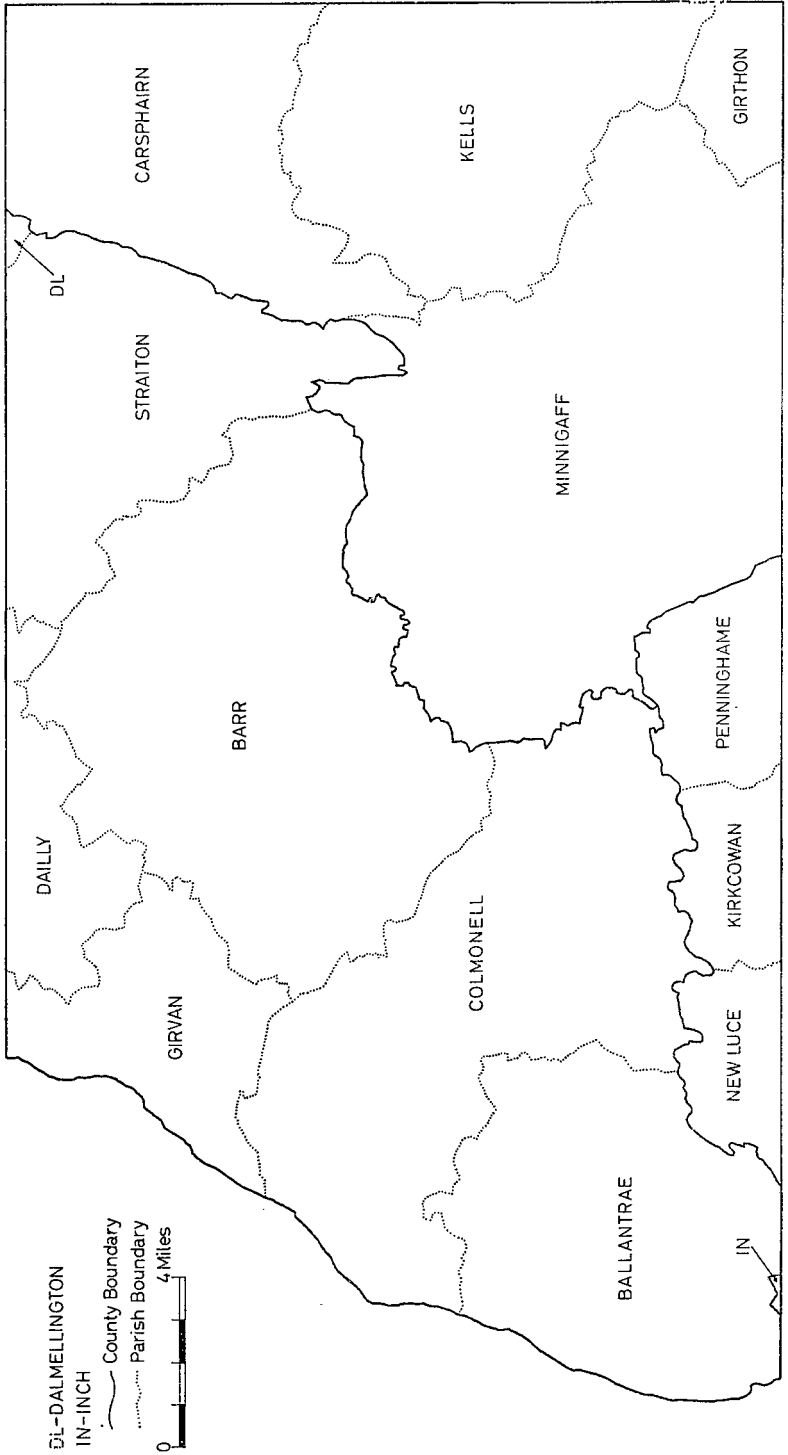 DL-DALMELLINGTON
IN-INCH
County Boundary
Parish Boundary
0 4 Miles
DL
CARSPHAIRN
STRAITON
DAILLY
GIRVAN
BARR
KELLS
GIRTHON
COLMONELL
MINNIGAFF
BALLANTRAE
NEW LUCE
KIRKCOWAN
PENNINGHAME
IN